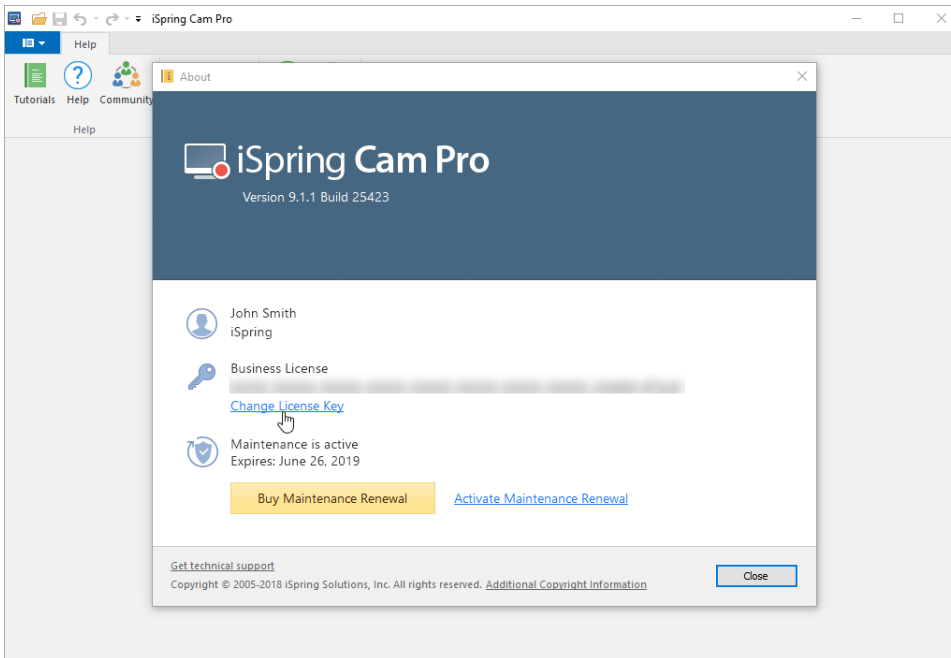 iSpring Cam Pro
Help
Tutorials Help Community
Help
About
iSpring Cam Pro
Version 9.1.1 Build 25423
John Smith
iSpring
Business License
Change License Key
Maintenance is active
Expires: June 26, 2019
Buy Maintenance Renewal Activate Maintenance Renewal
Get technical support
Copyright © 2005-2018 iSpring Solutions, Inc. All rights reserved. Additional Copyright Information
Close